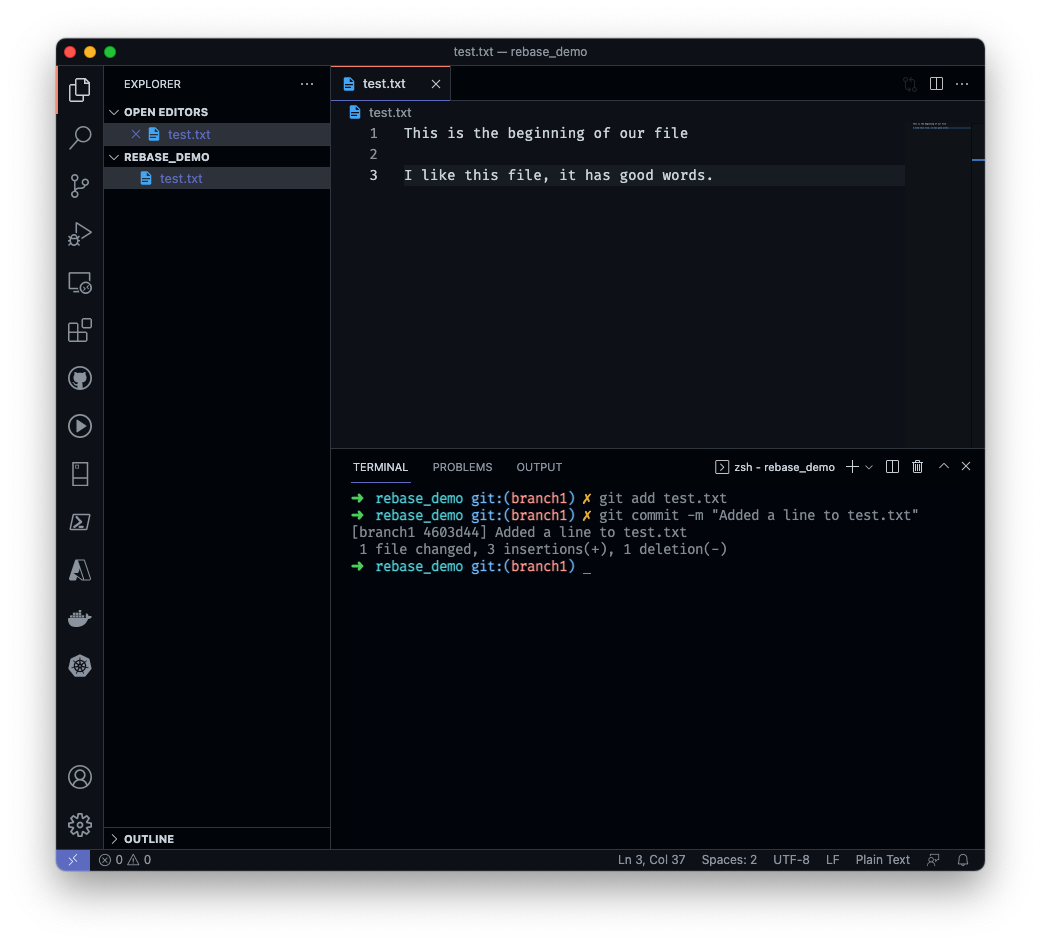 test.txt — rebase_demo
EXPLORER
OPEN EDITORS
test.txt
REBASE_DEMO
test.txt
OUTLINE
test.txt
test.txt
1 This is the beginning of our file
2
3 I like this file, it has good words.
TERMINAL PROBLEMS OUTPUT zsh - rebase_demo
➜ rebase_demo git:(branch1) ✗ git add test.txt
➜ rebase_demo git:(branch1) ✗ git commit -m "Added a line to test.txt"
[branch1 4603d44] Added a line to test.txt
1 file changed, 3 insertions(+), 1 deletion(-)
➜ rebase_demo git:(branch1) _
0 0 Ln 3, Col 37 Spaces: 2 UTF-8 LF Plain Text